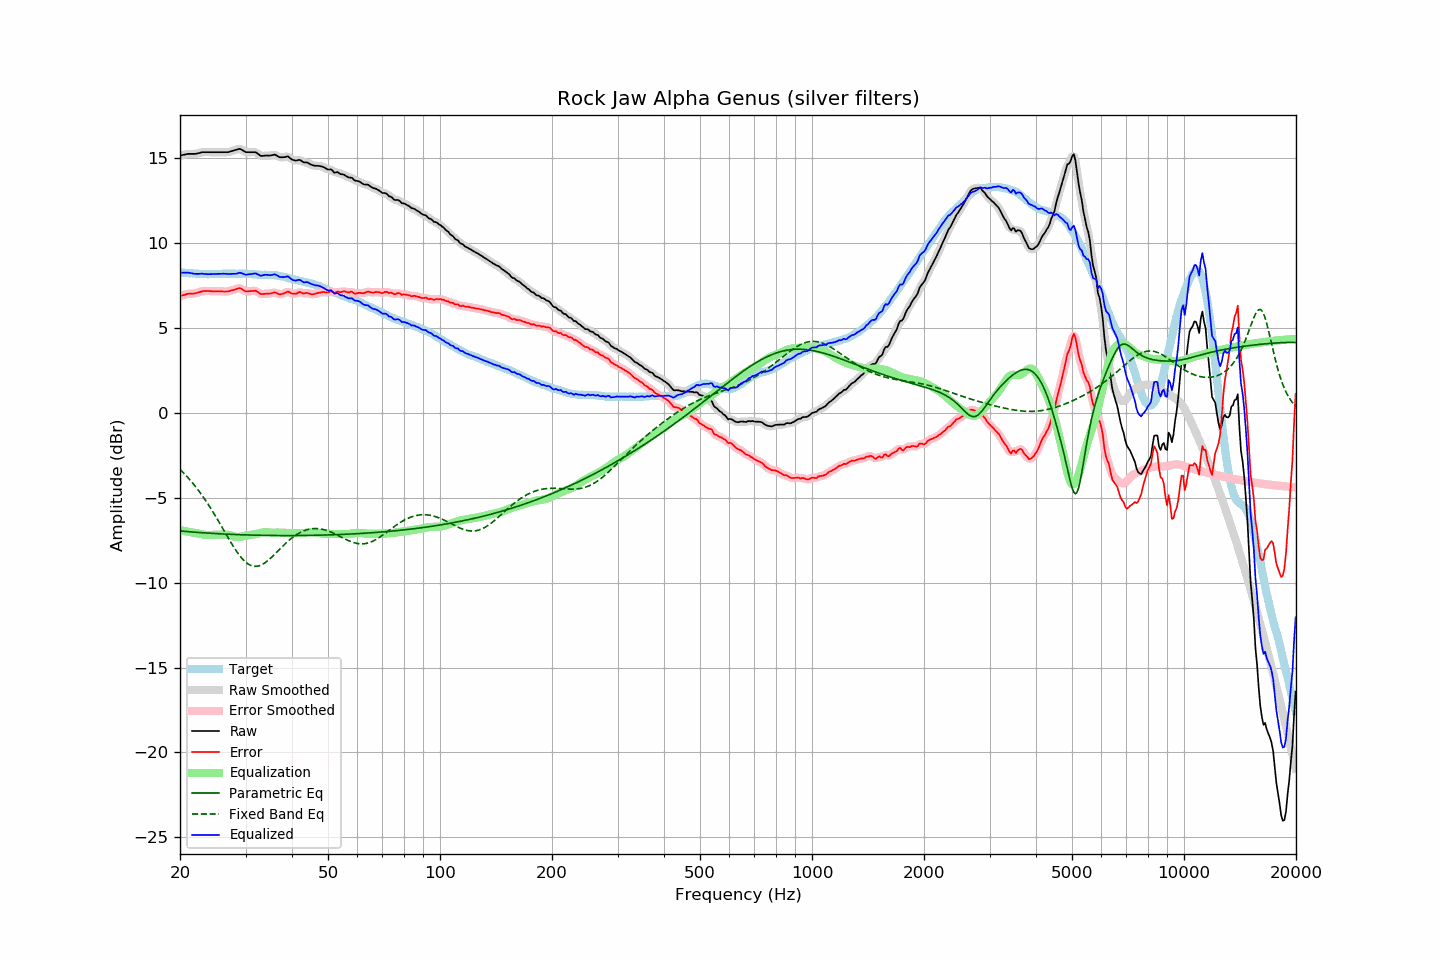 Rock Jaw Alpha Genus (silver filters)
Amplitude (dBr)
15
10
5
0
−5
−10
−15
−20
−25
Target
Raw Smoothed
Error Smoothed
Raw
Error
Equalization
Parametric Eq
Fixed Band Eq
Equalized
20 50 100 200 500 1000 2000 5000 10000 20000
Frequency (Hz)